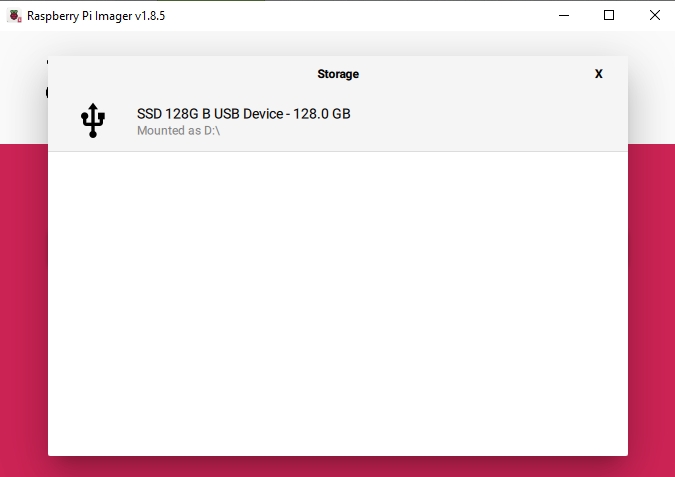 Raspberry Pi Imager v1.8.5
Storage
X
SSD 128G B USB Device - 128.0 GB
Mounted as D:\